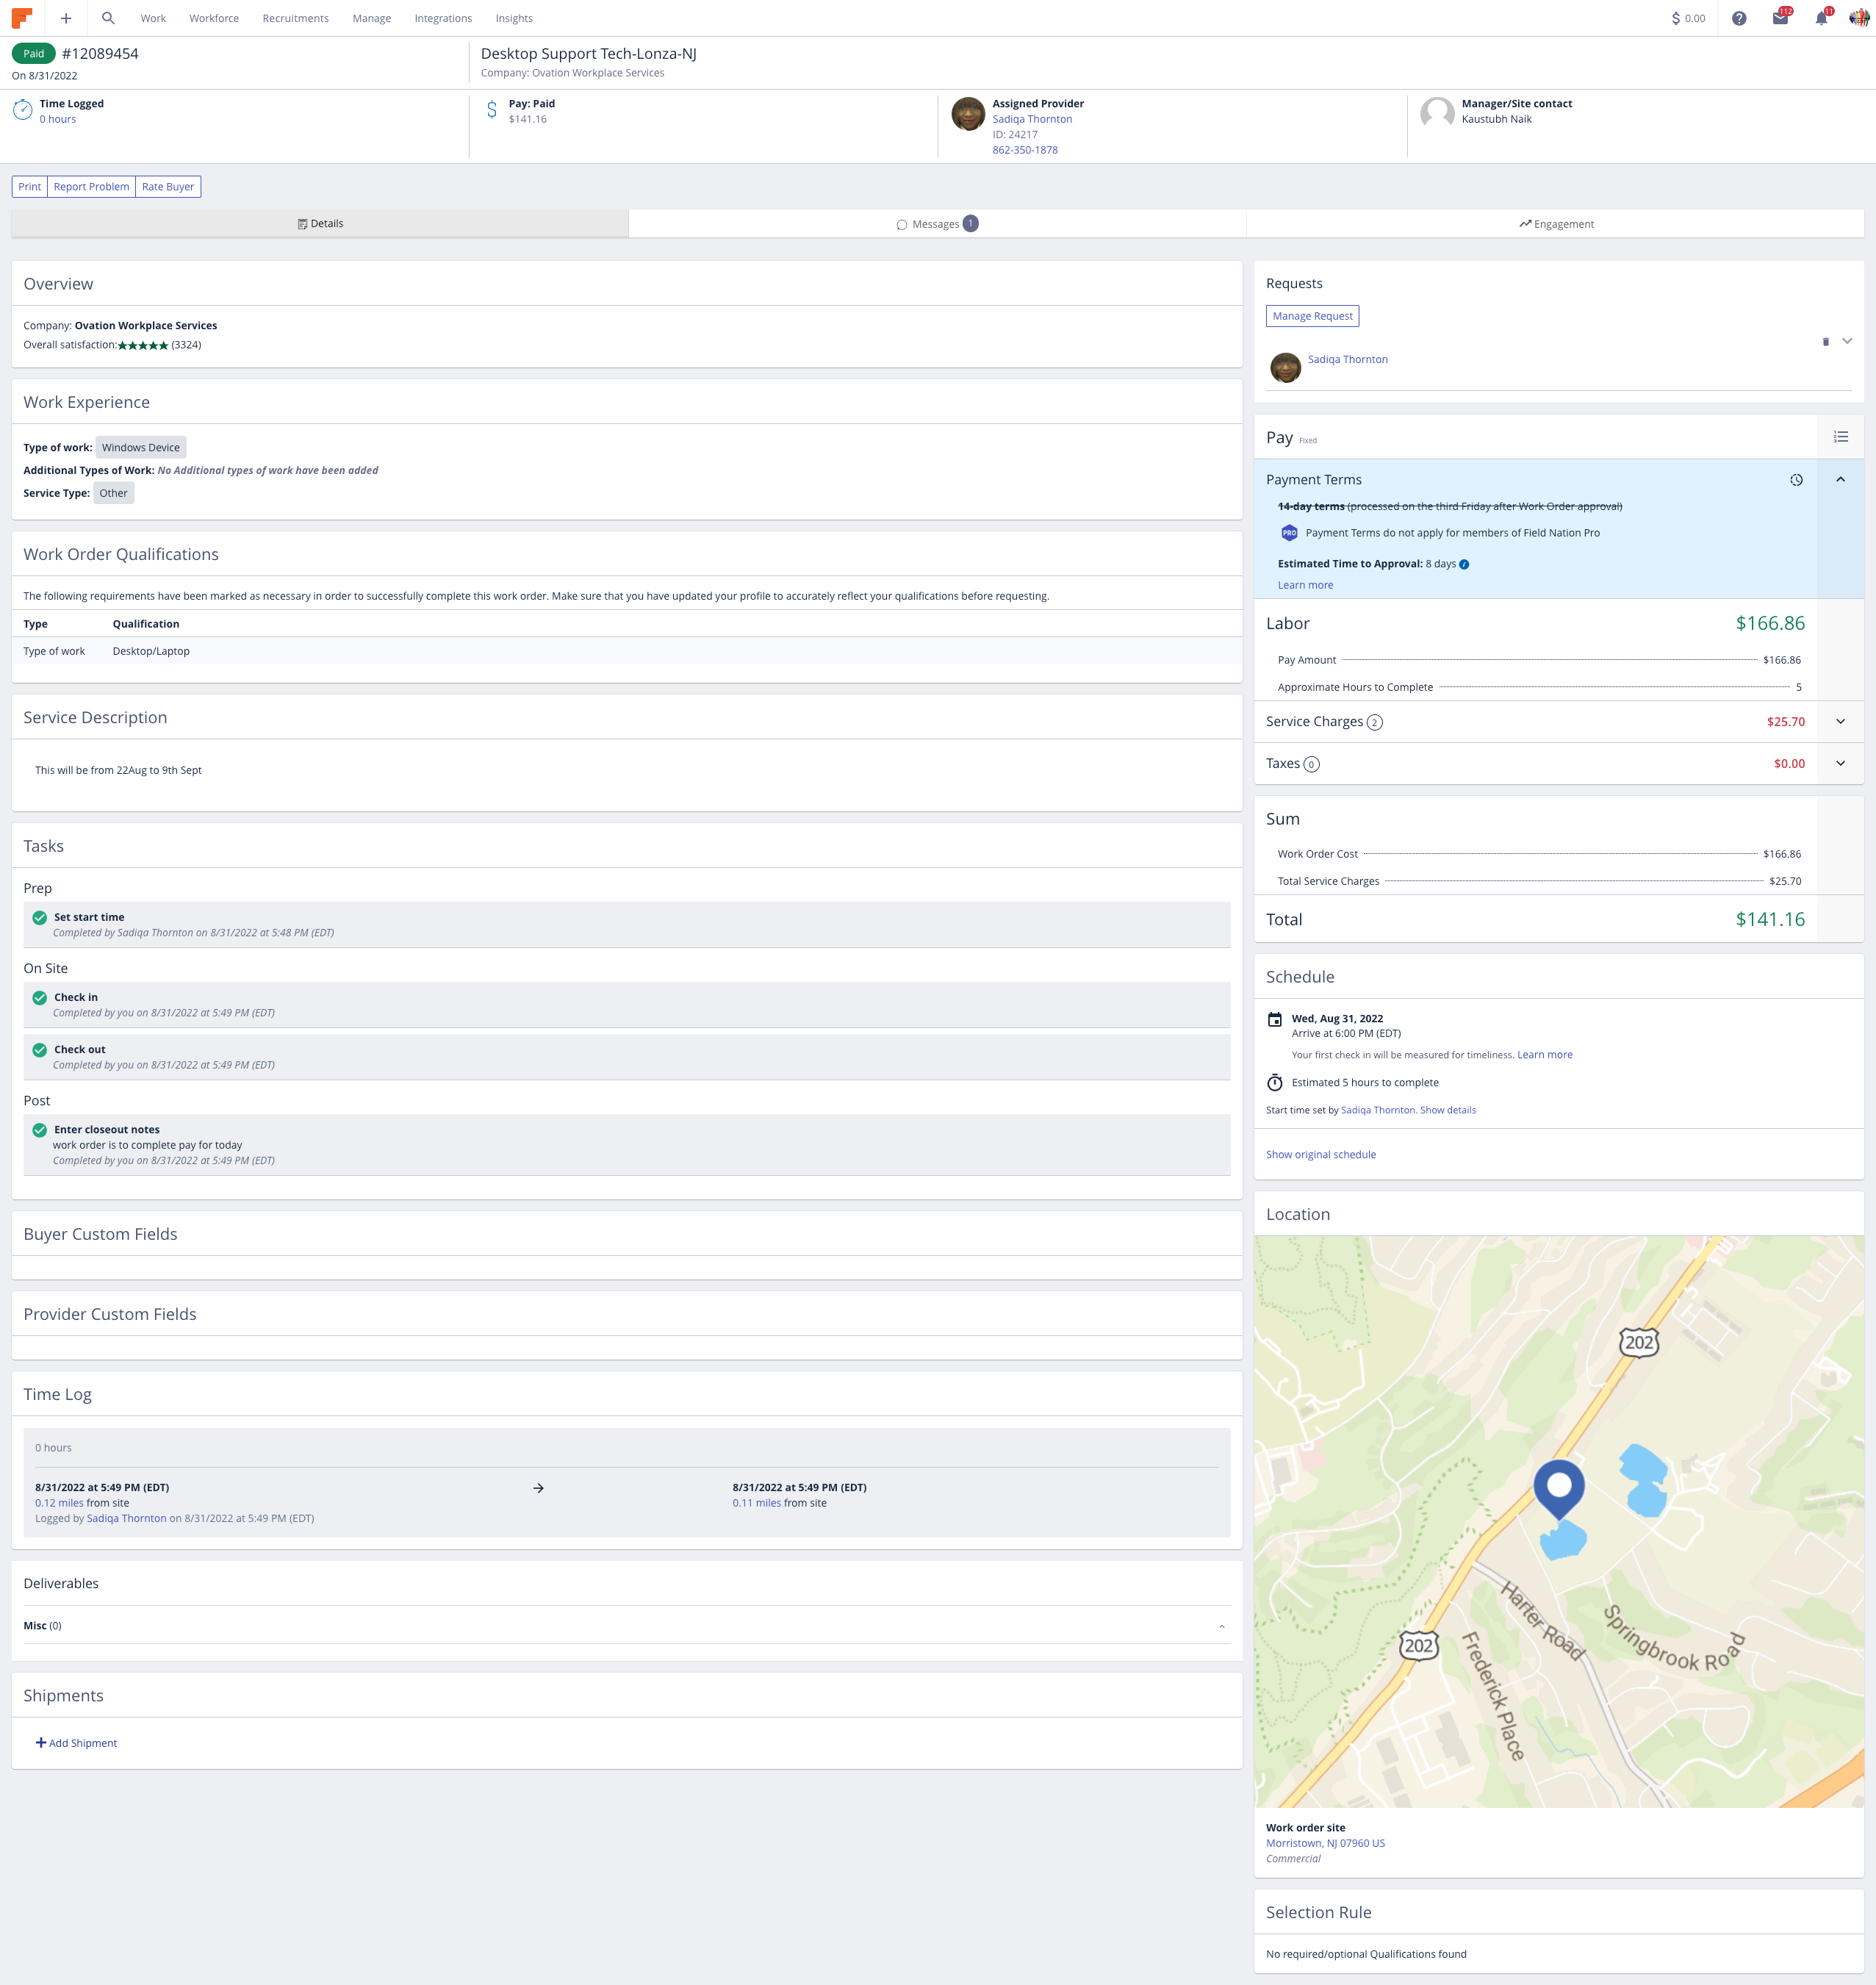 Work Workforce Recruitments Manage Integrations Insights
$ 0.00 112 11
Paid #12089454
On 8/31/2022
Desktop Support Tech-Lonza-NJ
Company: Ovation Workplace Services
Time Logged
0 hours
Pay: Paid
$141.16
Assigned Provider
Sadiqa Thornton
ID: 24217
862-350-1878
Manager/Site contact
Kaustubh Naik
Print Report Problem Rate Buyer
Details Messages 1 Engagement
Overview
Company: Ovation Workplace Services
Overall satisfaction:★★★★★ (3324)
Work Experience
Type of work: Windows Device
Additional Types of Work: No Additional types of work have been added
Service Type: Other
Work Order Qualifications
The following requirements have been marked as necessary in order to successfully complete this work order. Make sure that you have updated your profile to accurately reflect your qualifications before requesting.
Type Qualification
Type of work Desktop/Laptop
Service Description
This will be from 22Aug to 9th Sept
Tasks
Prep
Set start time
Completed by Sadiqa Thornton on 8/31/2022 at 5:48 PM (EDT)
On Site
Check in
Completed by you on 8/31/2022 at 5:49 PM (EDT)
Check out
Completed by you on 8/31/2022 at 5:49 PM (EDT)
Post
Enter closeout notes
work order is to complete pay for today
Completed by you on 8/31/2022 at 5:49 PM (EDT)
Buyer Custom Fields
Provider Custom Fields
Time Log
0 hours
8/31/2022 at 5:49 PM (EDT) → 8/31/2022 at 5:49 PM (EDT)
0.12 miles from site 0.11 miles from site
Logged by Sadiqa Thornton on 8/31/2022 at 5:49 PM (EDT)
Deliverables
Misc (0)
Shipments
+ Add Shipment
Requests
Manage Request
Sadiqa Thornton
Pay Fixed
Payment Terms
14-day terms (processed on the third Friday after Work Order approval)
PRO Payment Terms do not apply for members of Field Nation Pro
Estimated Time to Approval: 8 days i
Learn more
Labor $166.86
Pay Amount $166.86
Approximate Hours to Complete 5
Service Charges 2 $25.70
Taxes 0 $0.00
Sum
Work Order Cost $166.86
Total Service Charges $25.70
Total $141.16
Schedule
Wed, Aug 31, 2022
Arrive at 6:00 PM (EDT)
Your first check in will be measured for timeliness. Learn more
Estimated 5 hours to complete
Start time set by Sadiqa Thornton. Show details
Show original schedule
Location
202
Harter Road
Springbrook Road
202
Frederick Place
Work order site
Morristown, NJ 07960 US
Commercial
Selection Rule
No required/optional Qualifications found